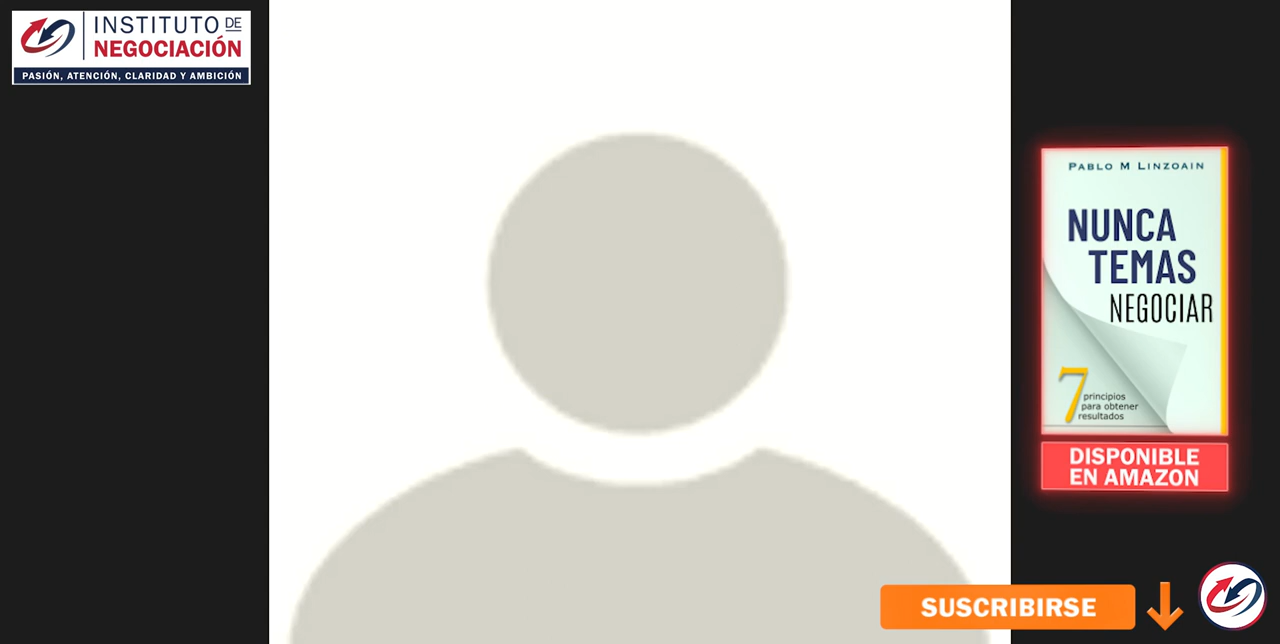 INSTITUTO DE
NEGOCIACIÓN
PASIÓN, ATENCIÓN, CLARIDAD Y AMBICIÓN
PABLO M LINZOAIN
NUNCA
TEMAS
NEGOCIAR
7 principios
para obtener
resultados
DISPONIBLE
EN AMAZON
SUSCRIBIRSE